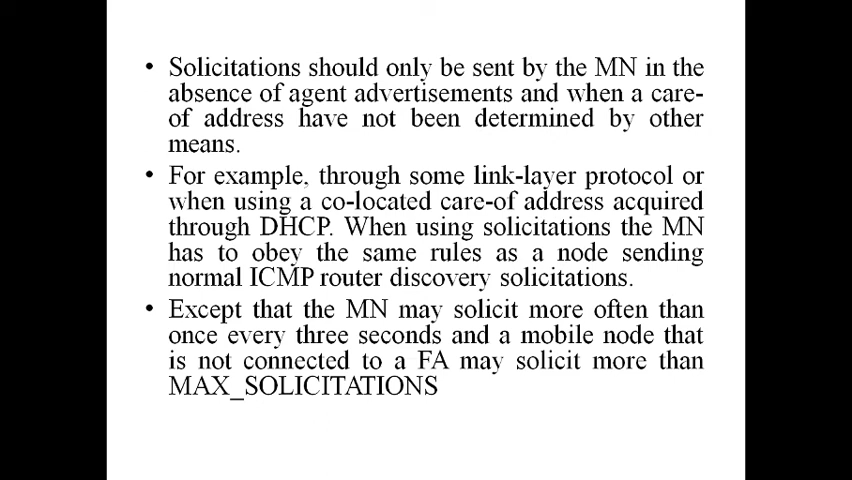 • Solicitations should only be sent by the MN in the
absence of agent advertisements and when a care-
of address have not been determined by other
means.
• For example, through some link-layer protocol or
when using a co-located care-of address acquired
through DHCP. When using solicitations the MN
has to obey the same rules as a node sending
normal ICMP router discovery solicitations.
• Except that the MN may solicit more often than
once every three seconds and a mobile node that
is not connected to a FA may solicit more than
MAX_SOLICITATIONS